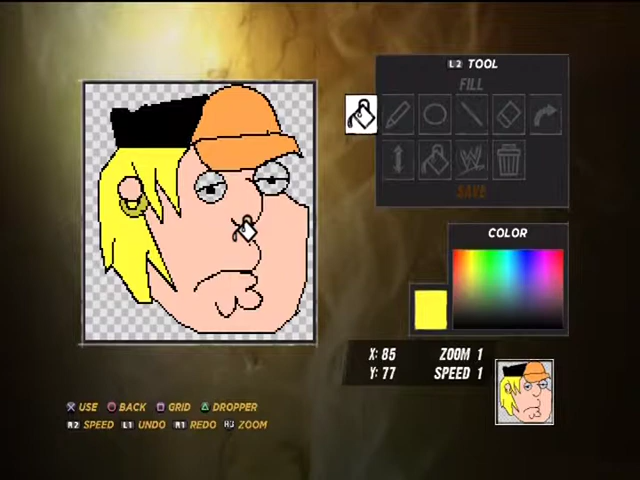 L2 TOOL
FILL
SAVE
COLOR
X: 85 ZOOM 1
Y: 77 SPEED 1
X USE O BACK □ GRID △ DROPPER
R2 SPEED L1 UNDO R1 REDO R3 ZOOM